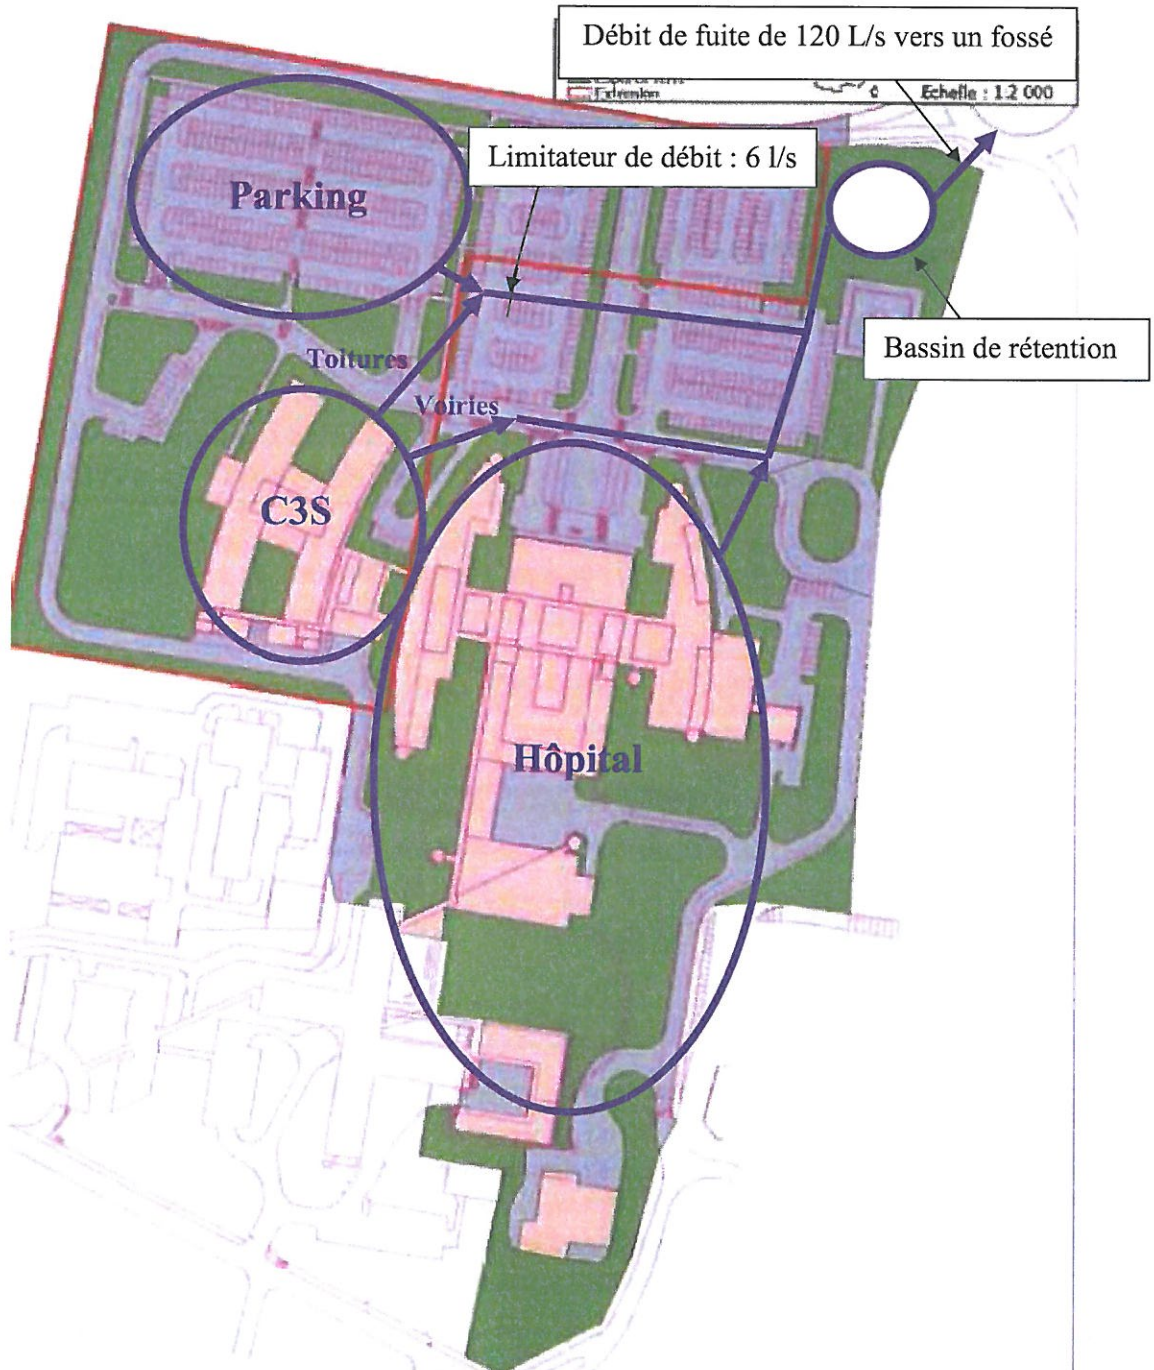 Débit de fuite de 120 L/s vers un fossé
Extension
Echelle : 1:2 000
Limitateur de débit : 6 l/s
Parking
Bassin de rétention
Toitures
Voiries
C3S
Hôpital